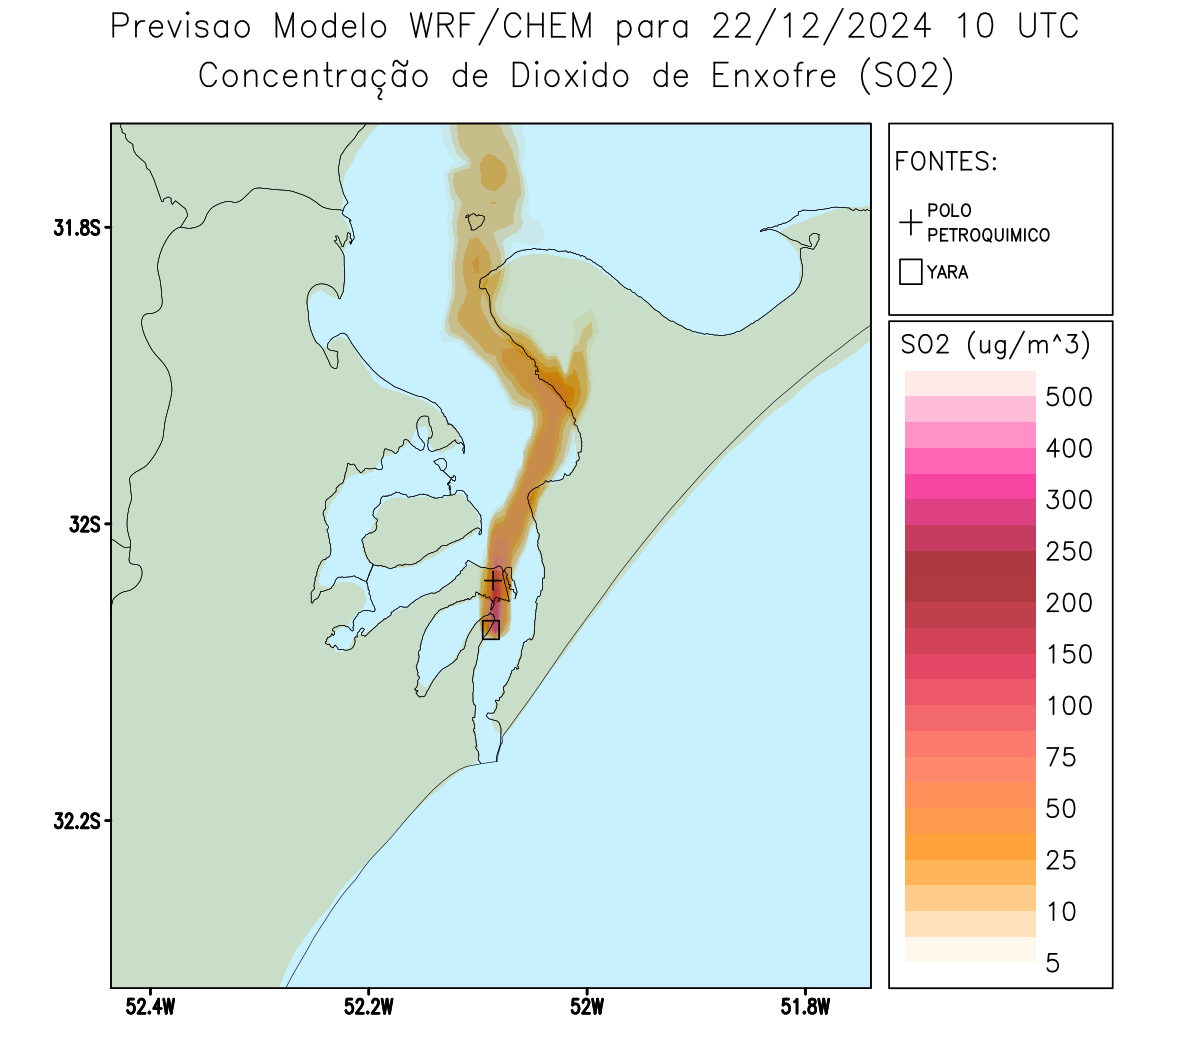 Previsao Modelo WRF/CHEM para 22/12/2024 10 UTC
Concentração de Dioxido de Enxofre (SO2)
FONTES:
POLO
PETROQUIMICO
YARA
SO2 (ug/m^3)
500
400
300
250
200
150
100
75
50
25
10
5
31.8S
32S
32.2S
52.4W
52.2W
52W
51.8W